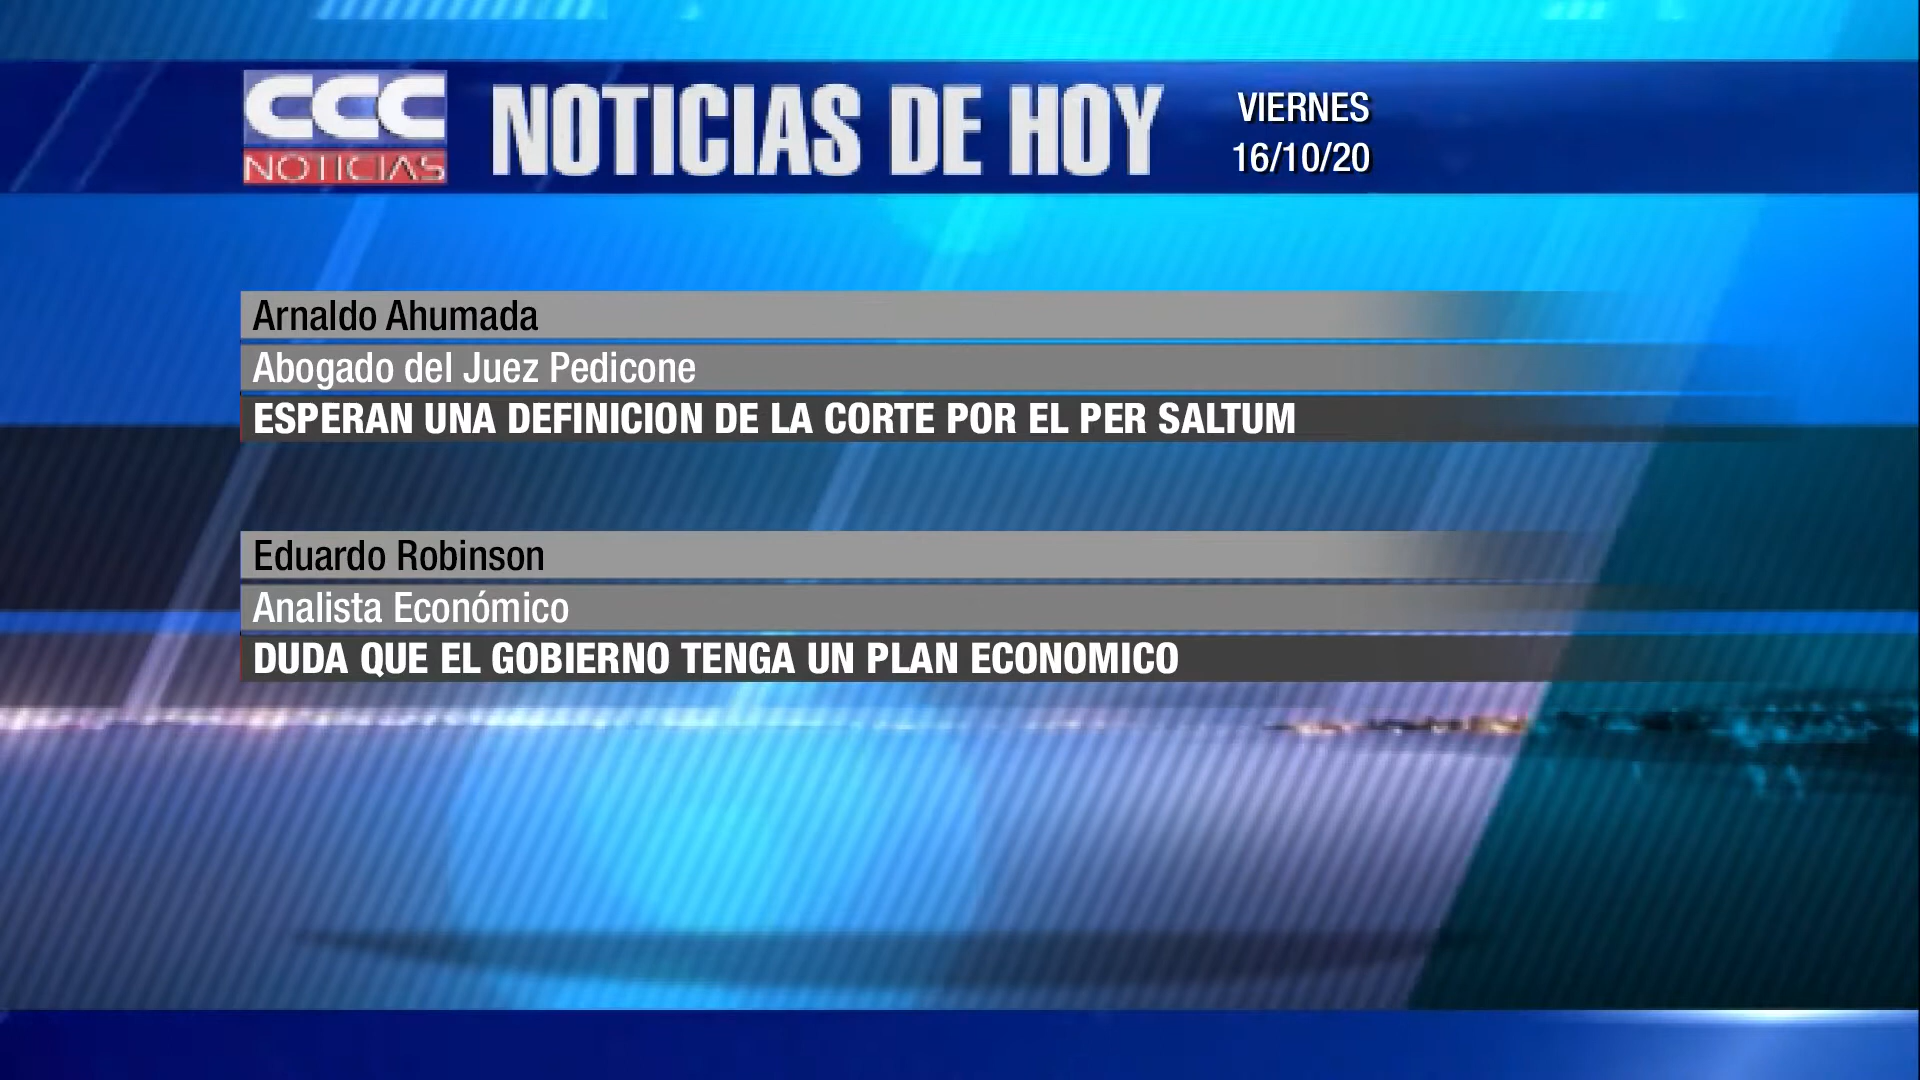 CCC
NOTICIAS
NOTICIAS DE HOY
VIERNES
16/10/20
Arnaldo Ahumada
Abogado del Juez Pedicone
ESPERAN UNA DEFINICION DE LA CORTE POR EL PER SALTUM
Eduardo Robinson
Analista Económico
DUDA QUE EL GOBIERNO TENGA UN PLAN ECONOMICO